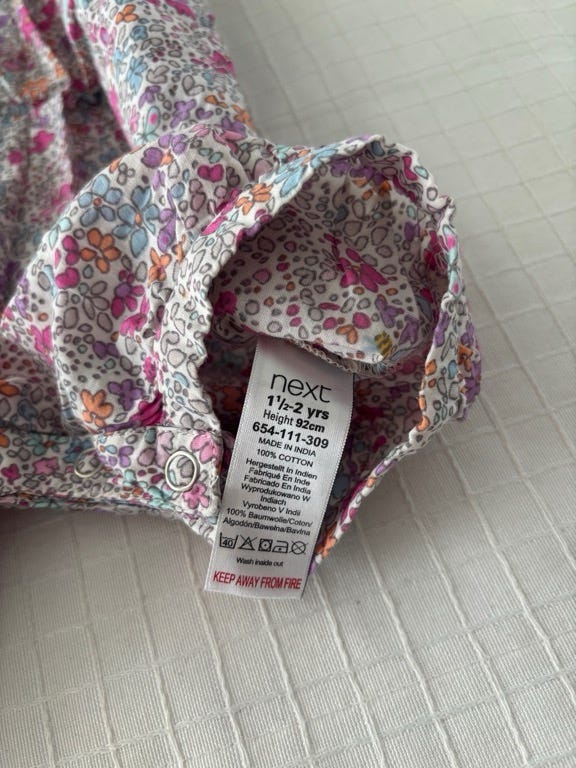 next
1½-2 yrs
Height 92cm
654-111-309
MADE IN INDIA
100% COTTON
Hergestellt In Indien
Fabriqué En Inde
Fabricado En India
Wyprodukowano W
Indiach
Vyrobeno V Indii
100% Baumwolle/Coton/
Algodón/Bawełna/Bavlna
40
Wash inside out
KEEP AWAY FROM FIRE